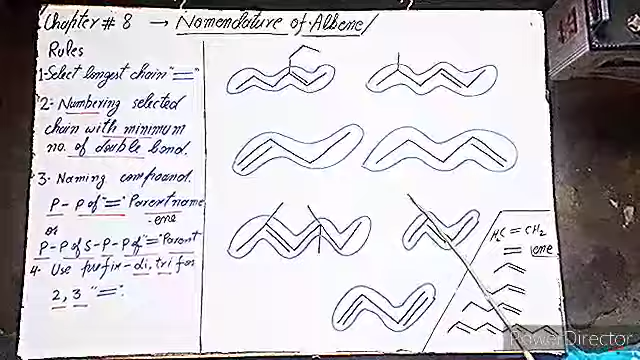 Chapter # 8 → Nomenclature of Albene/
Rules
1- Select longest chain "="
2- Numbering selected
chain with minimum
no. of double bond.
3. Naming compound.
P-P of "=" Parent name
ene
or
P-P of S-P-P of "=" Parent
4- Use prefix - di, tri for
2, 3 "=".
H₂C = CH₂
= ene
PowerDirector